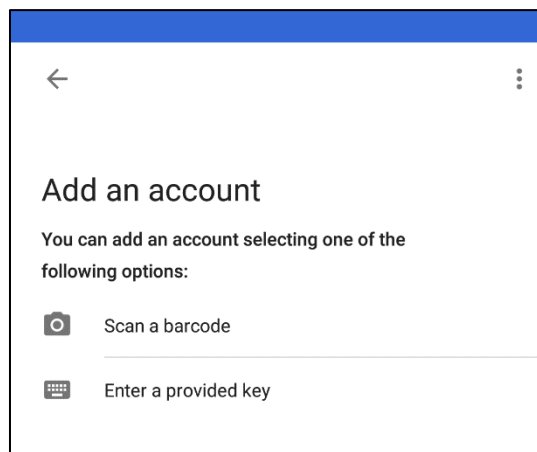 Add an account
You can add an account selecting one of the
following options:
Scan a barcode
Enter a provided key